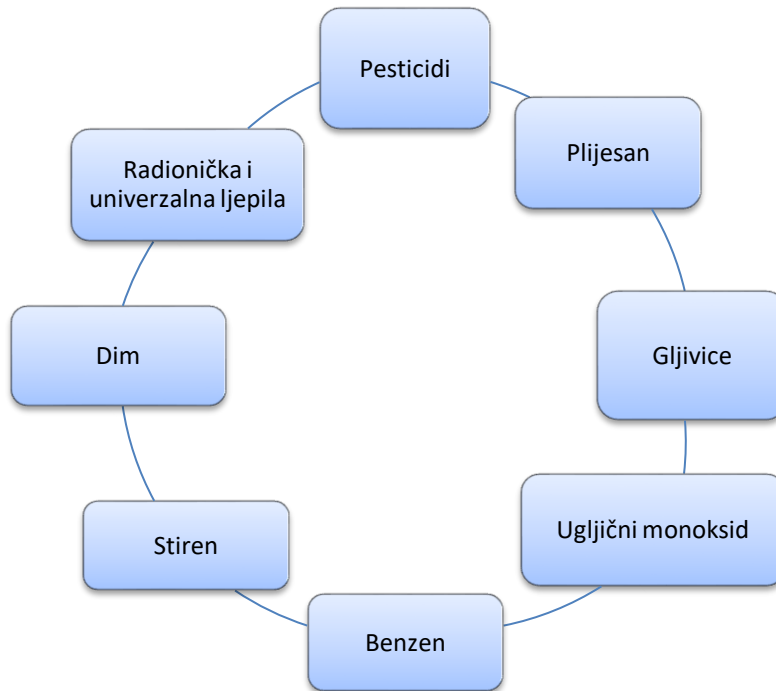 Pesticidi
Plijesan
Gljivice
Ugljični monoksid
Benzen
Stiren
Dim
Radionička i
univerzalna ljepila